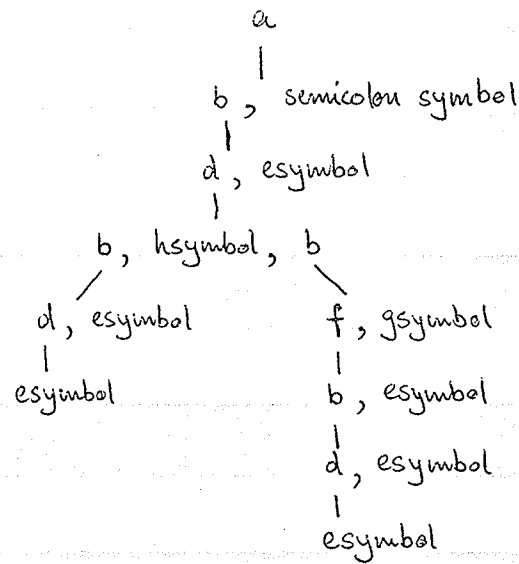 a
b, semicolon symbol
d, esymbol
b, hsymbol, b
d, esymbol f, gsymbol
esymbol b, esymbol
d, esymbol
esymbol